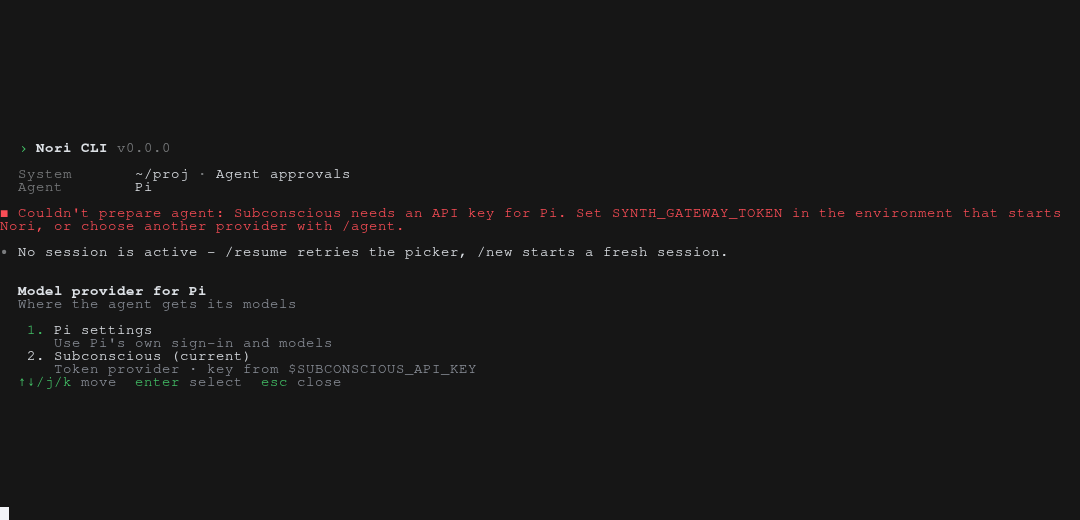 › Nori CLI v0.0.0
System ~/proj · Agent approvals
Agent Pi
■ Couldn't prepare agent: Subconscious needs an API key for Pi. Set SYNTH_GATEWAY_TOKEN in the environment that starts
Nori, or choose another provider with /agent.
• No session is active – /resume retries the picker, /new starts a fresh session.
Model provider for Pi
Where the agent gets its models
1. Pi settings
Use Pi's own sign-in and models
2. Subconscious (current)
Token provider · key from $SUBCONSCIOUS_API_KEY
↑↓/j/k move enter select esc close